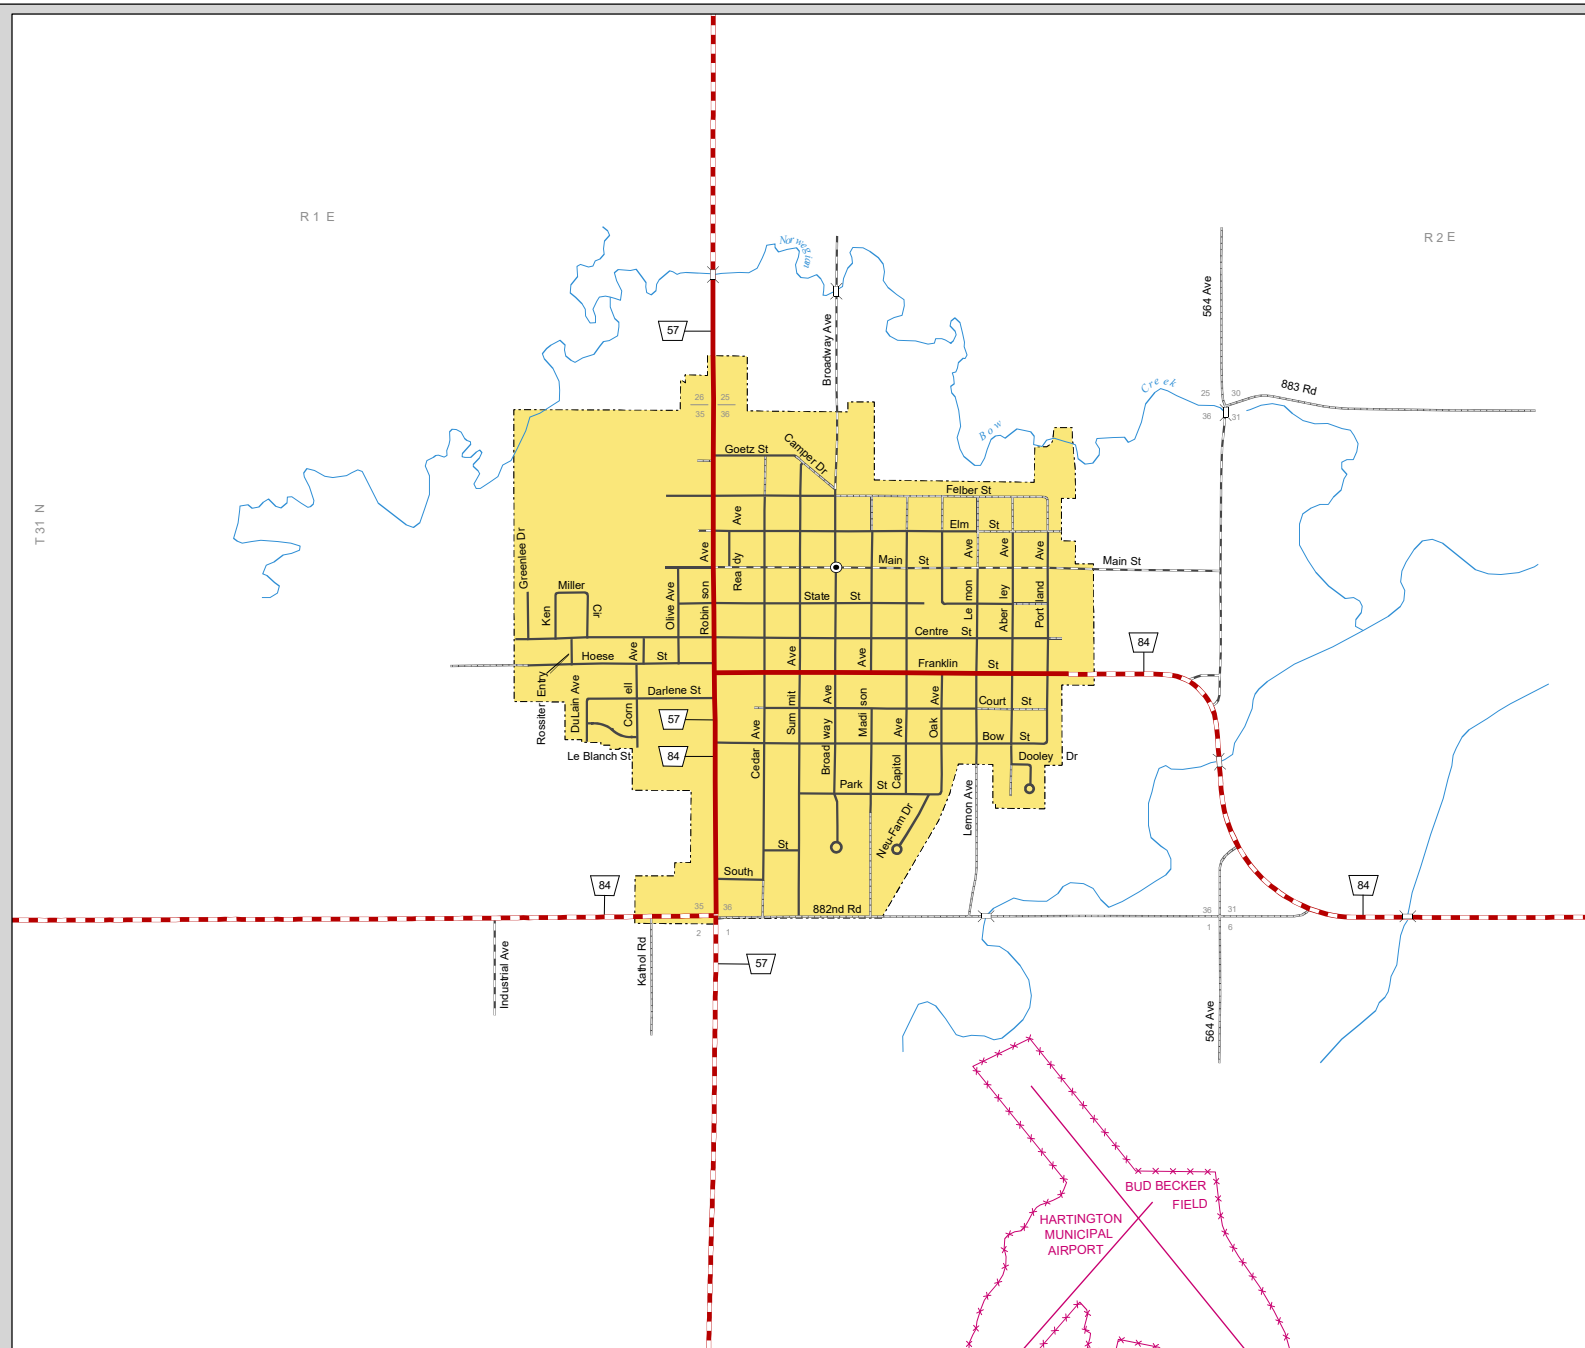 R 1 E
R 2 E
T 31 N
Norwegian
Bow
Creek
57
Broadway Ave
564 Ave
883 Rd
25
30
36
31
26
25
35
36
Goetz St
Camper Dr
Felber St
Elm St
Main St
Main St
State St
Centre St
Franklin St
84
Court St
Bow St
Dooley Dr
Park St
St
South
882nd Rd
Greenlee Dr
Miller
Ken
Cir
Olive Ave
Robinson Ave
Ready Ave
Lemon Ave
Aberley Ave
Portland Ave
Hoese St
Ave
Cornell
Darlene St
Rossiter Entry
DuLain Ave
Le Blanch St
57
84
Cedar Ave
Summit Ave
Broadway Ave
Madison Ave
Capitol Ave
Oak Ave
Neu-Fam Dr
Lemon Ave
84
84
35
36
2
1
36
31
1
6
Industrial Ave
Kathol Rd
57
564 Ave
BUD BECKER
FIELD
HARTINGTON
MUNICIPAL
AIRPORT